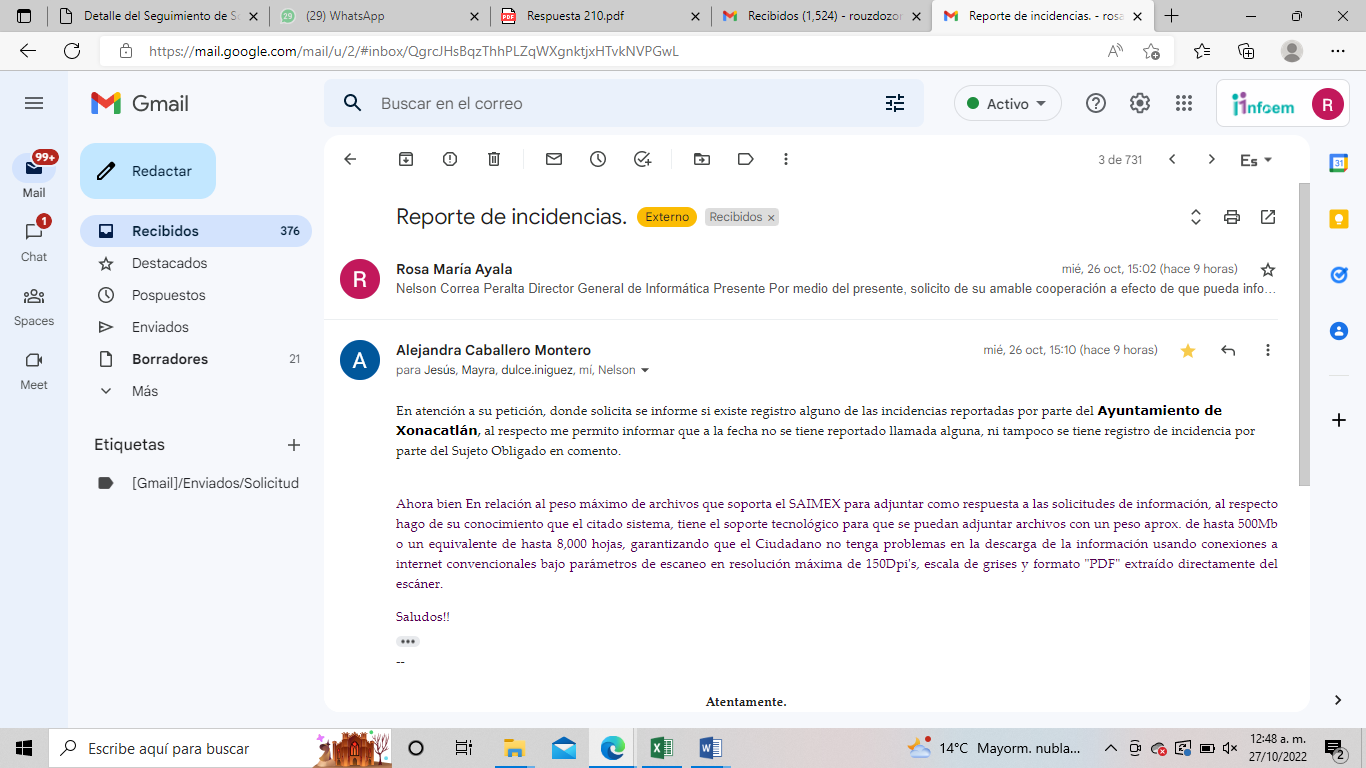 Detalle del Seguimiento de S
(29) WhatsApp
Respuesta 210.pdf
Recibidos (1,524) - rouzdozor
Reporte de incidencias. - rosa
https://mail.google.com/mail/u/2/#inbox/QgrcJHsBqzThhPLZqWXgnktjxHTvkNVPGwL
Gmail
Buscar en el correo
Activo
infoem
R
99+
Mail
1
Chat
Spaces
Meet
Redactar
Recibidos 376
Destacados
Pospuestos
Enviados
Borradores 21
Más
Etiquetas
[Gmail]/Enviados/Solicitud
3 de 731
Es
Reporte de incidencias. Externo Recibidos ×
R
Rosa María Ayala mié, 26 oct, 15:02 (hace 9 horas)
Nelson Correa Peralta Director General de Informática Presente Por medio del presente, solicito de su amable cooperación a efecto de que pueda info...
A
Alejandra Caballero Montero mié, 26 oct, 15:10 (hace 9 horas)
para Jesús, Mayra, dulce.iniguez, mí, Nelson
En atención a su petición, donde solicita se informe si existe registro alguno de las incidencias reportadas por parte del Ayuntamiento de
Xonacatlán, al respecto me permito informar que a la fecha no se tiene reportado llamada alguna, ni tampoco se tiene registro de incidencia por
parte del Sujeto Obligado en comento.
Ahora bien En relación al peso máximo de archivos que soporta el SAIMEX para adjuntar como respuesta a las solicitudes de información, al respecto
hago de su conocimiento que el citado sistema, tiene el soporte tecnológico para que se puedan adjuntar archivos con un peso aprox. de hasta 500Mb
o un equivalente de hasta 8,000 hojas, garantizando que el Ciudadano no tenga problemas en la descarga de la información usando conexiones a
internet convencionales bajo parámetros de escaneo en resolución máxima de 150Dpi's, escala de grises y formato "PDF" extraído directamente del
escáner.
Saludos!!
--
Atentamente.
31
Escribe aquí para buscar
14°C Mayorm. nubla...
12:48 a. m.
27/10/2022
2